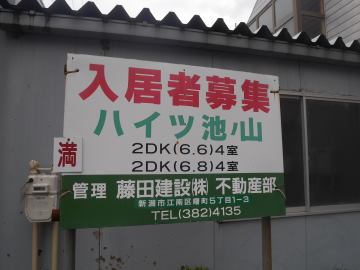 入居者募集
ハイツ池ノ山
満
2DK(6,6)4室
2DK(6,8)4室
管理 藤田建設㈱ 不動産部
新潟市江南区曙町5丁目1-3
TEL(382)4135